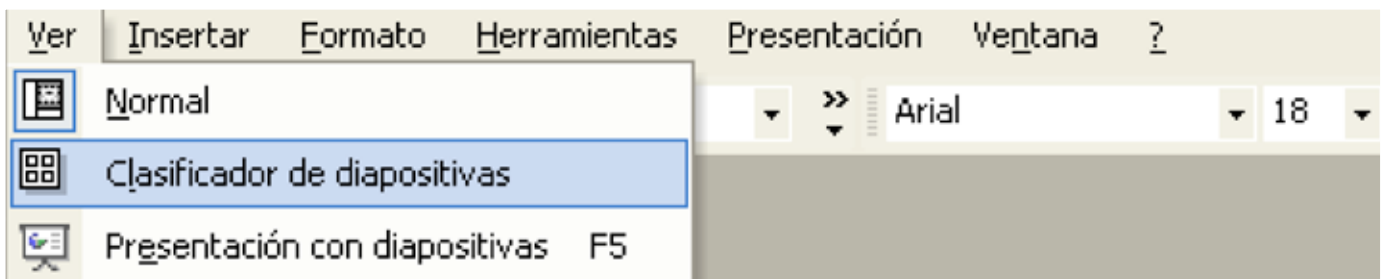 Ver Insertar Formato Herramientas Presentación Ventana ?
Normal
Arial 18
Clasificador de diapositivas
Presentación con diapositivas F5